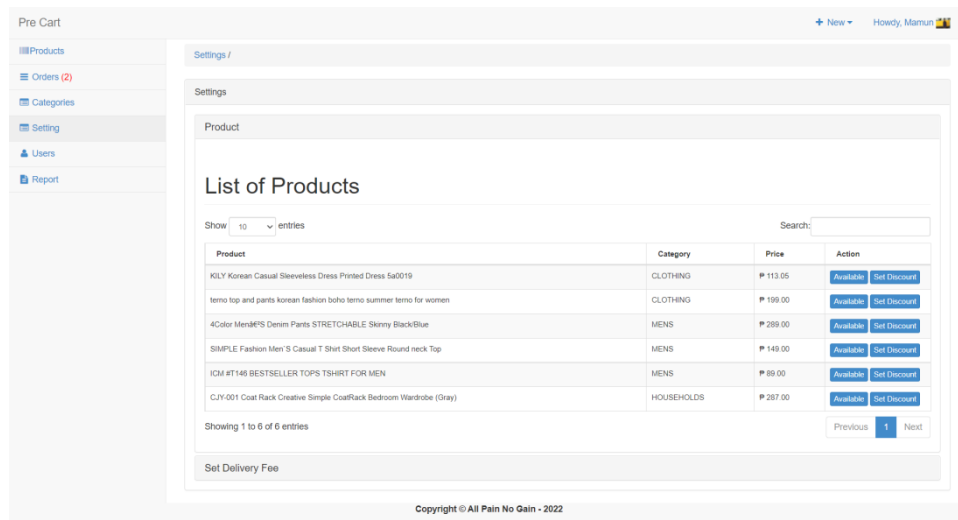 Pre Cart
+ New
Howdy, Mamun
Products
Settings /
Orders (2)
Settings
Categories
Setting
Product
Users
Report
List of Products
Show 10 entries
Search:
Product Category Price Action
KILY Korean Casual Sleeveless Dress Printed Dress 5a0019 CLOTHING ₱ 113.05 Available Set Discount
terno top and pants korean fashion boho terno summer terno for women CLOTHING ₱ 199.00 Available Set Discount
4Color Menâ€ºS Denim Pants STRETCHABLE Skinny Black/Blue MENS ₱ 289.00 Available Set Discount
SIMPLE Fashion Men`S Casual T Shirt Short Sleeve Round neck Top MENS ₱ 149.00 Available Set Discount
ICM #T146 BESTSELLER TOPS TSHIRT FOR MEN MENS ₱ 89.00 Available Set Discount
CJY-001 Coat Rack Creative Simple CoatRack Bedroom Wardrobe (Gray) HOUSEHOLDS ₱ 287.00 Available Set Discount
Showing 1 to 6 of 6 entries
Previous 1 Next
Set Delivery Fee
Copyright © All Pain No Gain - 2022